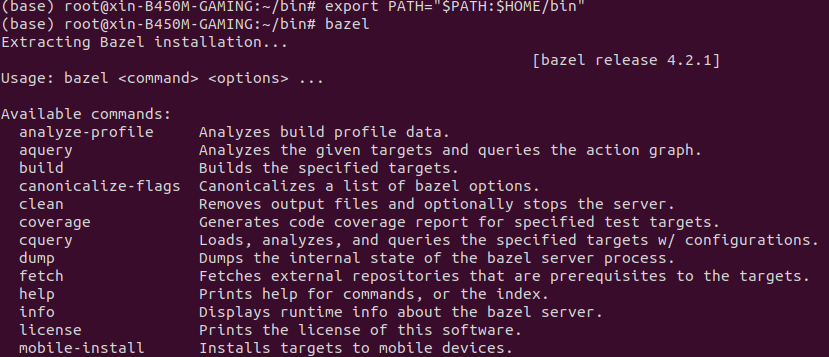 (base) root@xin-B450M-GAMING:~/bin# export PATH="$PATH:$HOME/bin"
(base) root@xin-B450M-GAMING:~/bin# bazel
Extracting Bazel installation...
[bazel release 4.2.1]
Usage: bazel <command> <options> ...
Available commands:
analyze-profile     Analyzes build profile data.
aquery              Analyzes the given targets and queries the action graph.
build               Builds the specified targets.
canonicalize-flags  Canonicalizes a list of bazel options.
clean               Removes output files and optionally stops the server.
coverage            Generates code coverage report for specified test targets.
cquery              Loads, analyzes, and queries the specified targets w/ configurations.
dump                Dumps the internal state of the bazel server process.
fetch               Fetches external repositories that are prerequisites to the targets.
help                Prints help for commands, or the index.
info                Displays runtime info about the bazel server.
license             Prints the license of this software.
mobile-install      Installs targets to mobile devices.